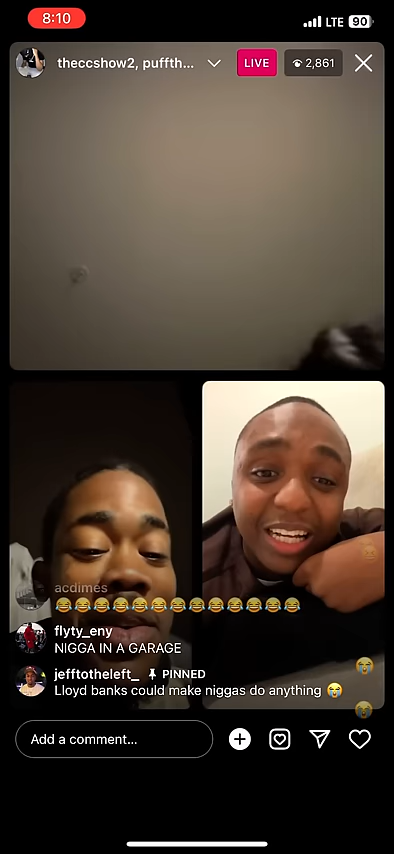 8:10
LTE 90
theccshow2, puffth...
LIVE
2,861
acdimes
😂😂😂😂😂😂😂😂😂😂😂😂😂
flyty_eny
NIGGA IN A GARAGE
jefftotheleft_ PINNED
Lloyd banks could make niggas do anything 😭
Add a comment...